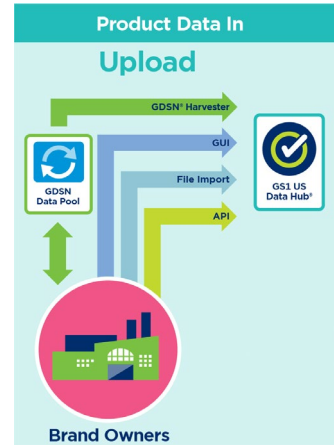 Product Data In
Upload
GDSN® Harvester
GUI
File Import
API
GDSN
Data Pool
GS1 US
Data Hub®
Brand Owners